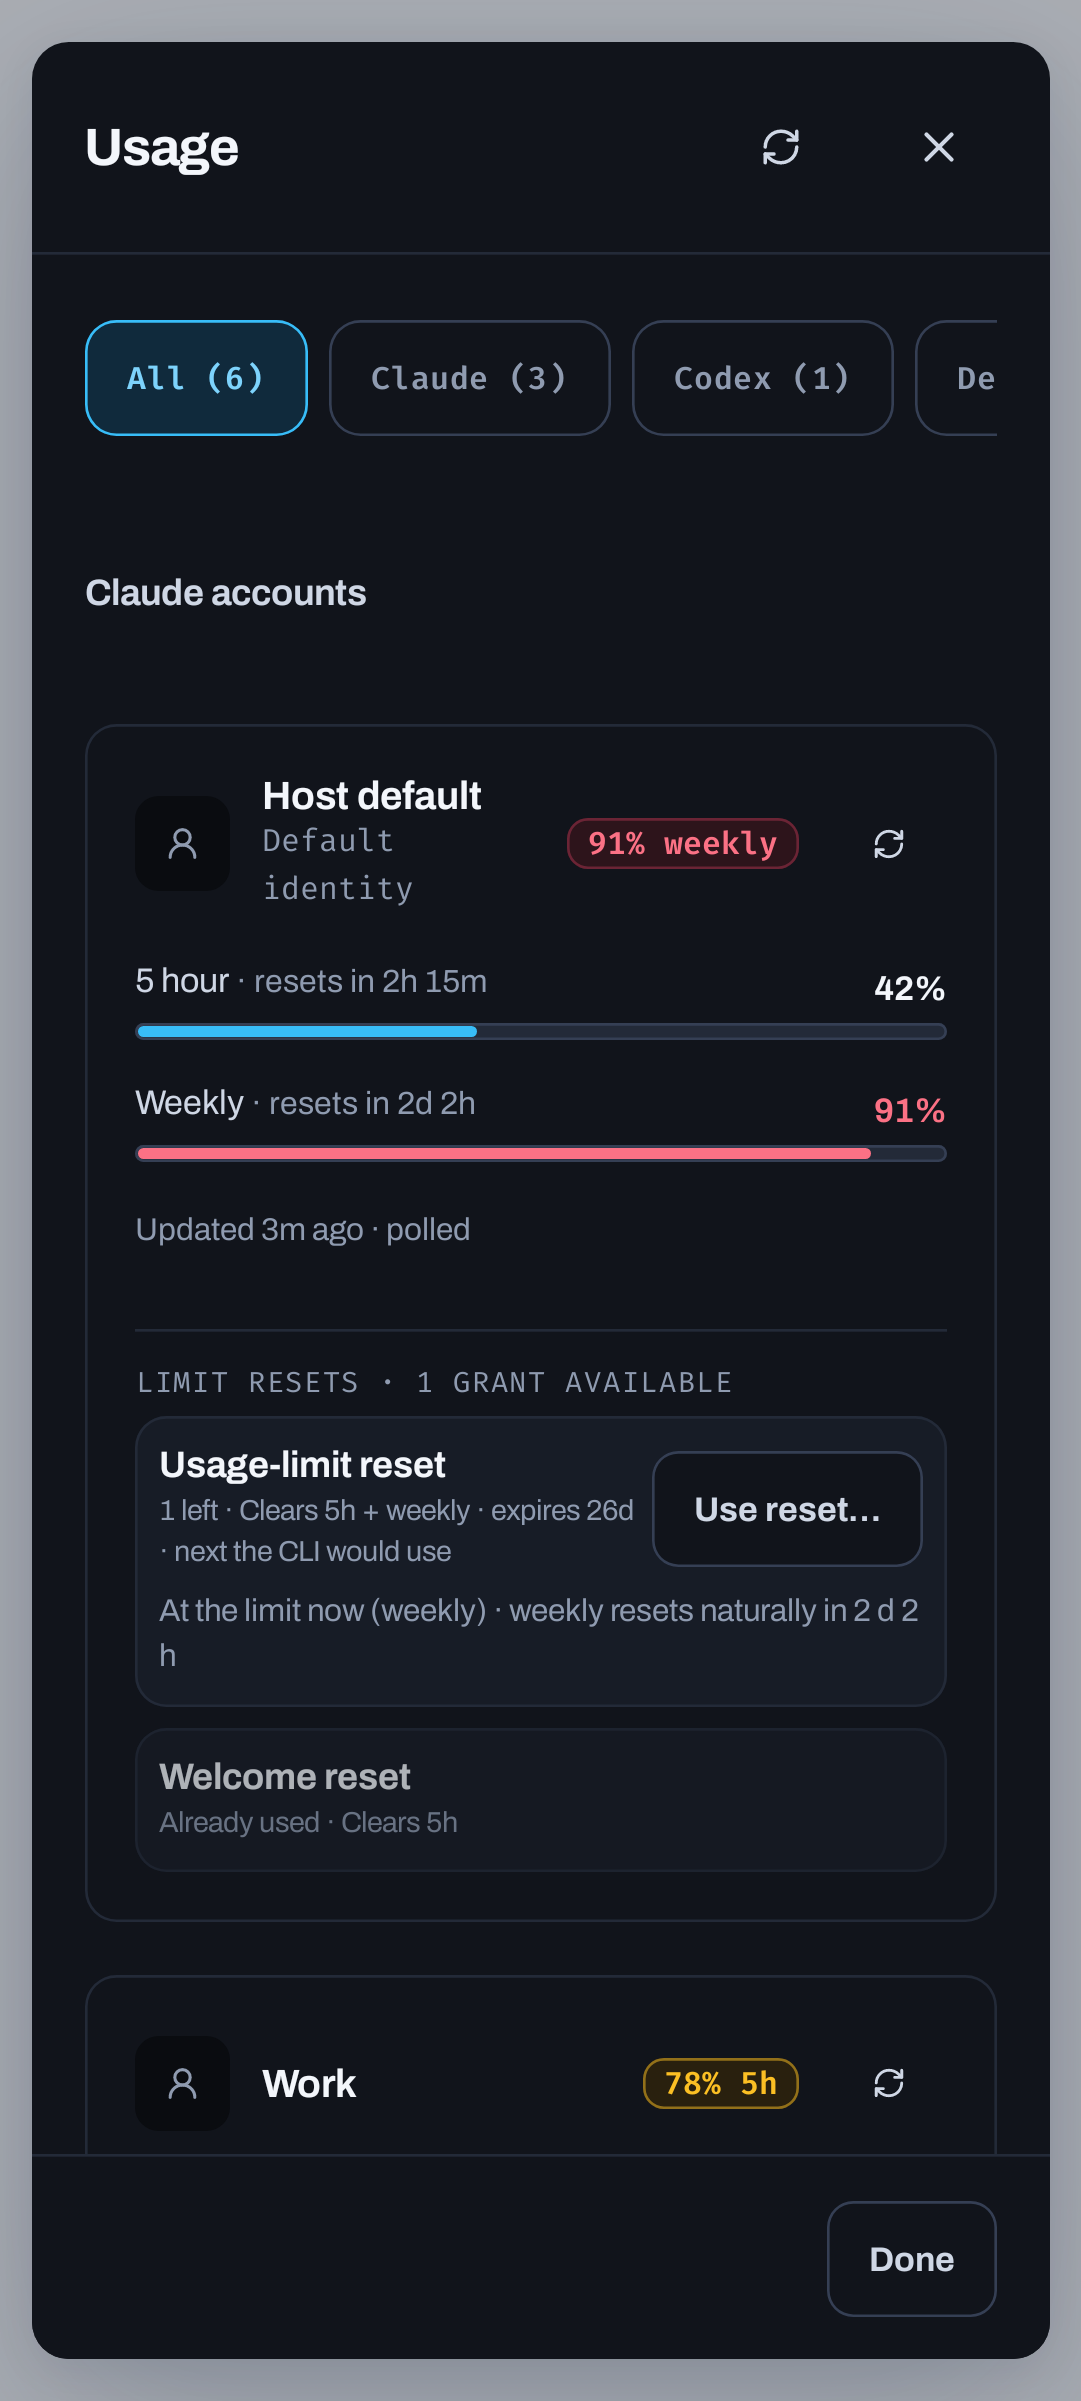 Usage
All (6)
Claude (3)
Codex (1)
De
Claude accounts
Host default
Default
identity
91% weekly
5 hour · resets in 2h 15m
42%
Weekly · resets in 2d 2h
91%
Updated 3m ago · polled
LIMIT RESETS · 1 GRANT AVAILABLE
Usage-limit reset
1 left · Clears 5h + weekly · expires 26d
· next the CLI would use
Use reset...
At the limit now (weekly) · weekly resets naturally in 2 d 2
h
Welcome reset
Already used · Clears 5h
Work
78% 5h
Done